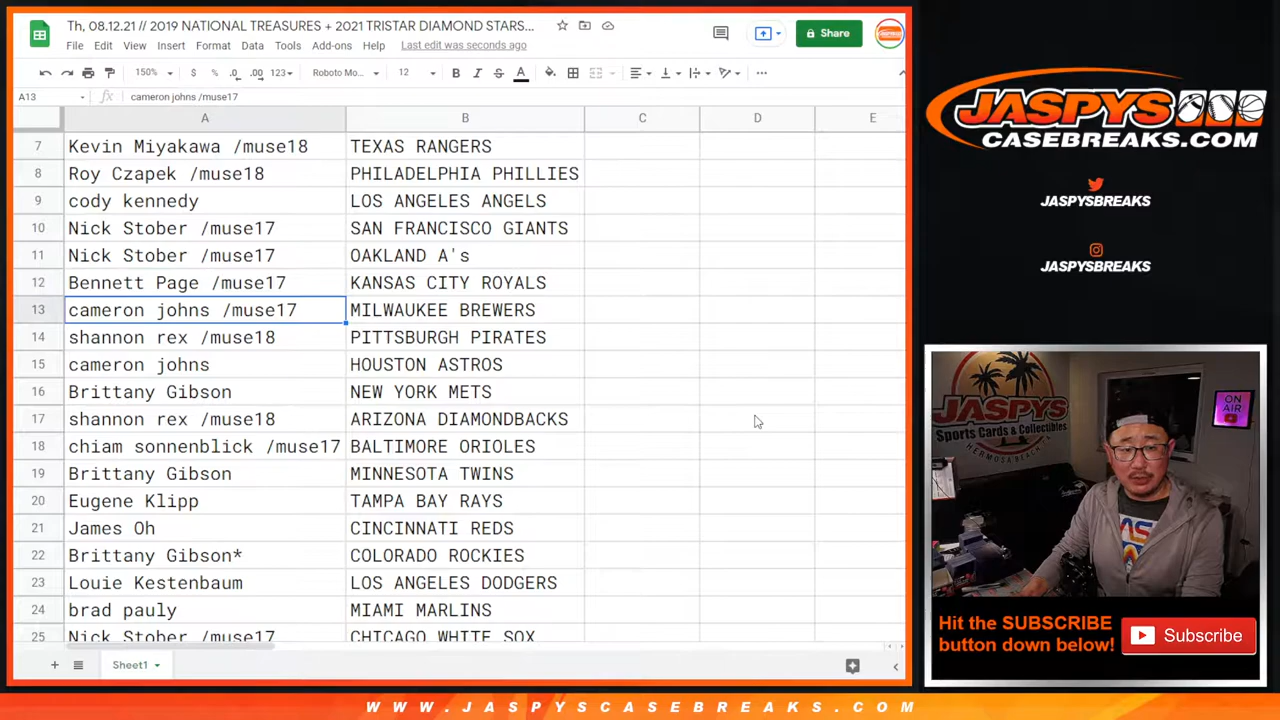 Th, 08.12.21 // 2019 NATIONAL TREASURES + 2021 TRISTAR DIAMOND STARS...
File Edit View Insert Format Data Tools Add-ons Help Last edit was seconds ago
Share
150% $ % .0 .00 123 Roboto Mo... 12 B I S A
A13 fx cameron johns /muse17
A B C D E
7 Kevin Miyakawa /muse18 TEXAS RANGERS
8 Roy Czapek /muse18 PHILADELPHIA PHILLIES
9 cody kennedy LOS ANGELES ANGELS
10 Nick Stober /muse17 SAN FRANCISCO GIANTS
11 Nick Stober /muse17 OAKLAND A's
12 Bennett Page /muse17 KANSAS CITY ROYALS
13 cameron johns /muse17 MILWAUKEE BREWERS
14 shannon rex /muse18 PITTSBURGH PIRATES
15 cameron johns HOUSTON ASTROS
16 Brittany Gibson NEW YORK METS
17 shannon rex /muse18 ARIZONA DIAMONDBACKS
18 chiam sonnenblick /muse17 BALTIMORE ORIOLES
19 Brittany Gibson MINNESOTA TWINS
20 Eugene Klipp TAMPA BAY RAYS
21 James Oh CINCINNATI REDS
22 Brittany Gibson* COLORADO ROCKIES
23 Louie Kestenbaum LOS ANGELES DODGERS
24 brad pauly MIAMI MARLINS
25 Nick Stober /muse17 CHICAGO WHITE SOX
Sheet1
JASPYS
CASEBREAKS.COM
JASPYSBREAKS
JASPYSBREAKS
JASPYS
Sports Cards & Collectibles
HERMOSA BEACH
ON AIR
Hit the SUBSCRIBE
button down below!
Subscribe
WWW.JASPYSCASEBREAKS.COM